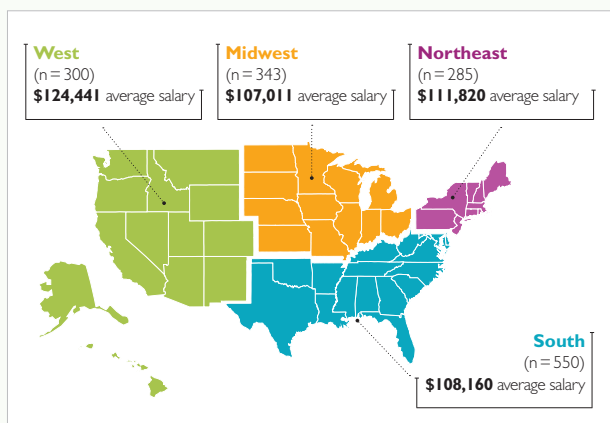 West
(n = 300)
$124,441 average salary
Midwest
(n = 343)
$107,011 average salary
Northeast
(n = 285)
$111,820 average salary
South
(n = 550)
$108,160 average salary